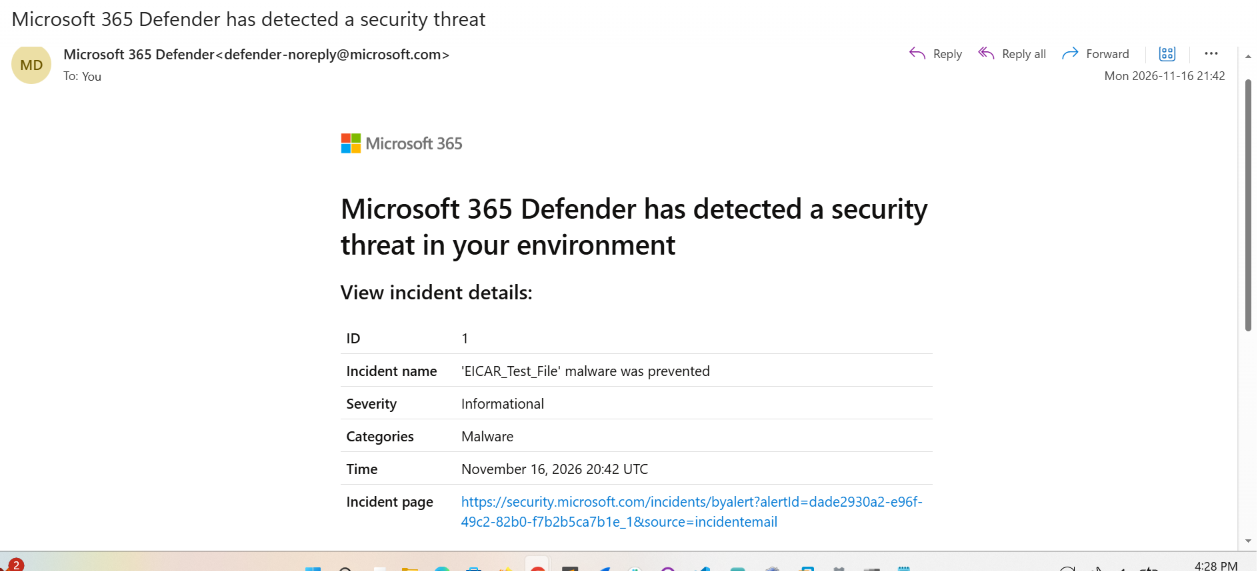 Microsoft 365 Defender has detected a security threat
MD
Microsoft 365 Defender<defender-noreply@microsoft.com>
To: You
Reply
Reply all
Forward
Mon 2026-11-16 21:42
Microsoft 365
Microsoft 365 Defender has detected a security
threat in your environment
View incident details:
ID 1
Incident name 'EICAR_Test_File' malware was prevented
Severity Informational
Categories Malware
Time November 16, 2026 20:42 UTC
Incident page https://security.microsoft.com/incidents/byalert?alertId=dade2930a2-e96f-
49c2-82b0-f7b2b5ca7b1e_1&source=incidentemail
2
4:28 PM